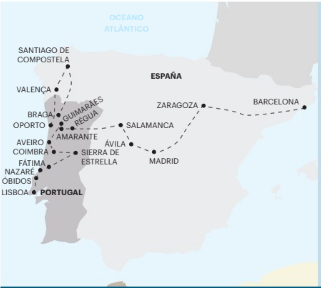 OCEANO
ATLÁNTICO
SANTIAGO DE
COMPOSTELA
ESPAÑA
VALENÇA
ZARAGOZA
BARCELONA
BRAGA
GUIMARÃES
OPORTO
RÉGUA
SALAMANCA
AMARANTE
AVEIRO
ÁVILA
COIMBRA
SIERRA DE
ESTRELLA
MADRID
FÁTIMA
NAZARÉ
ÓBIDOS
LISBOA
PORTUGAL